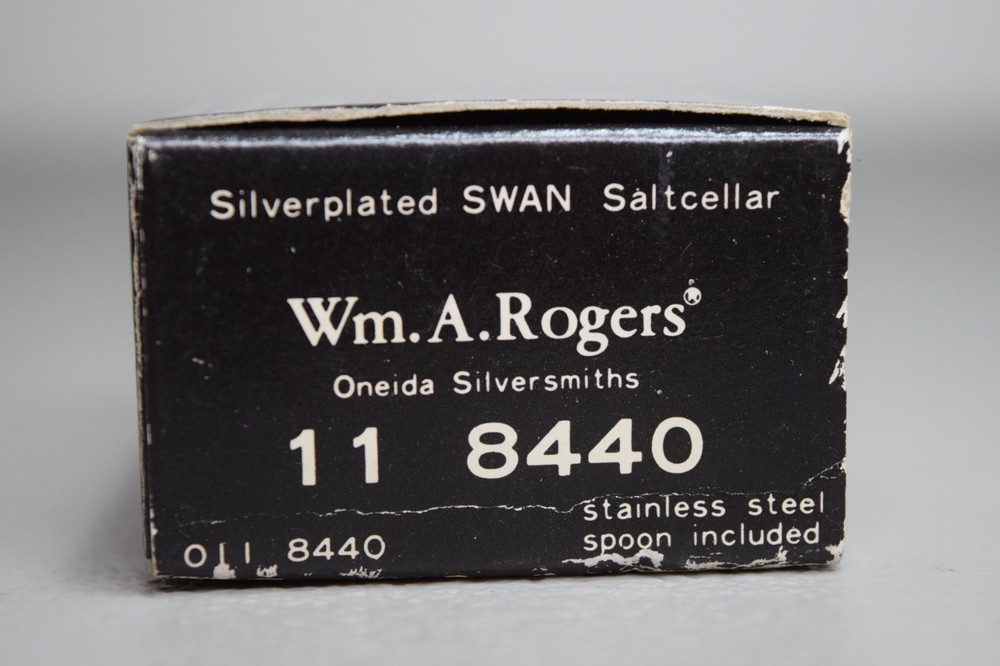 Silverplated SWAN Saltcellar
Wm. A. Rogers®
Oneida Silversmiths
11 8440
stainless steel
spoon included
011 8440